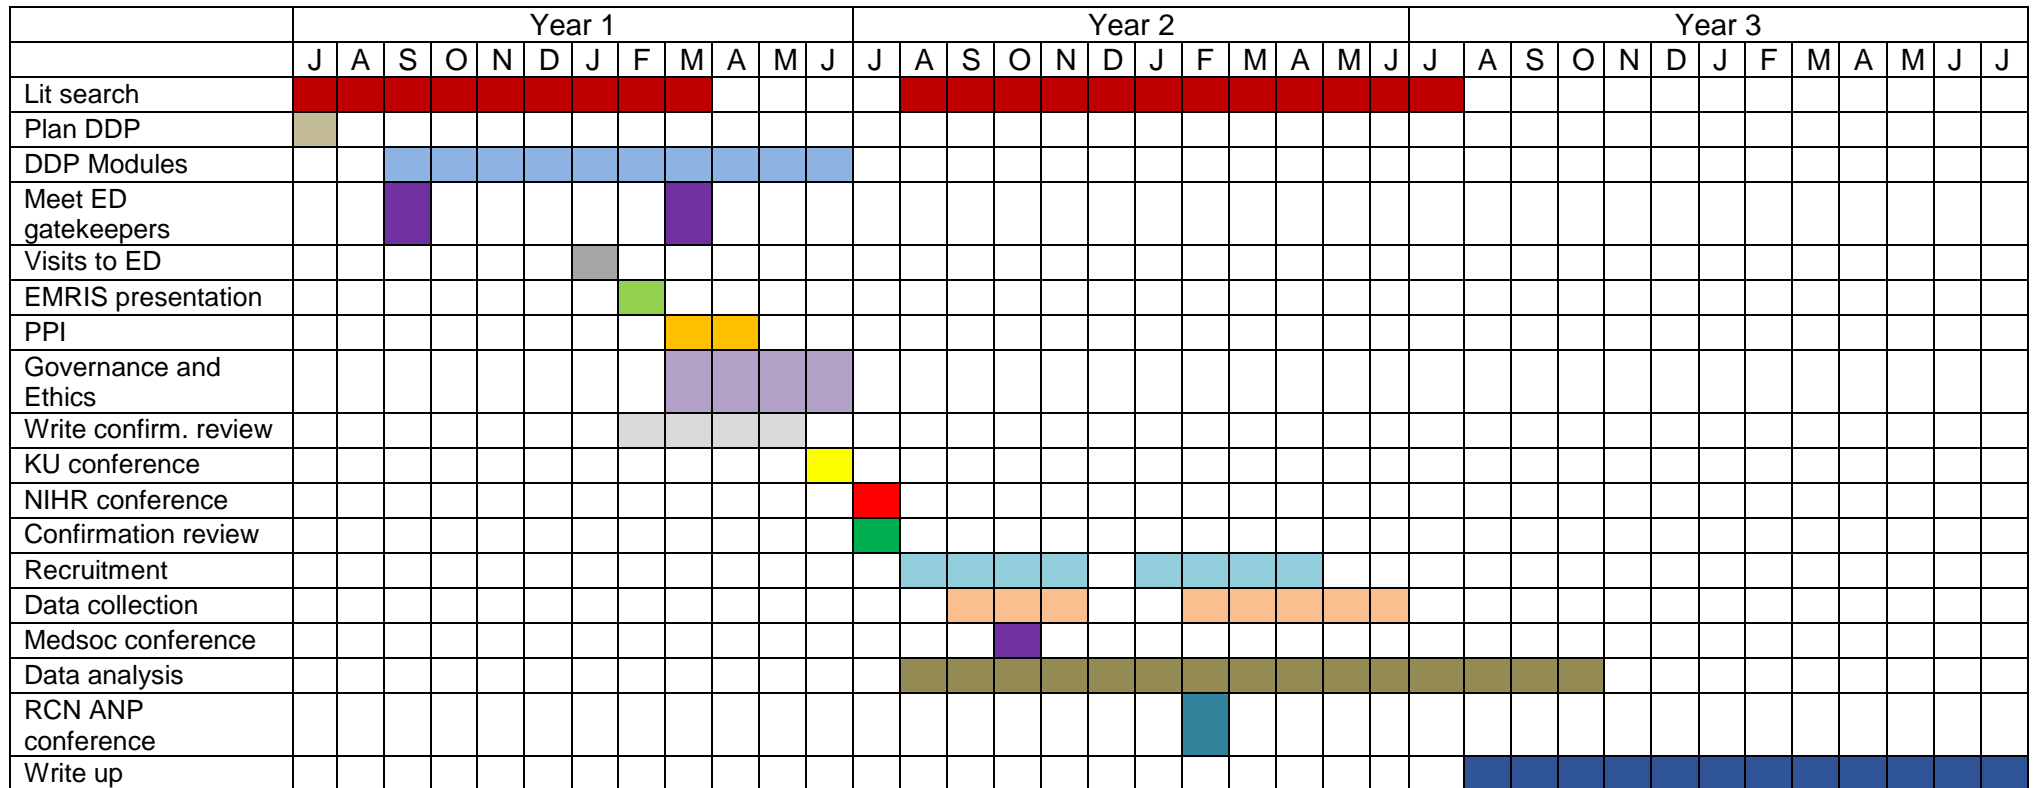 Year 1 Year 2 Year 3
J A S O N D J F M A M J J A S O N D J F M A M J J A S O N D J F M A M J J
Lit search
Plan DDP
DDP Modules
Meet ED
gatekeepers
Visits to ED
EMRIS presentation
PPI
Governance and
Ethics
Write confirm. review
KU conference
NIHR conference
Confirmation review
Recruitment
Data collection
Medsoc conference
Data analysis
RCN ANP
conference
Write up